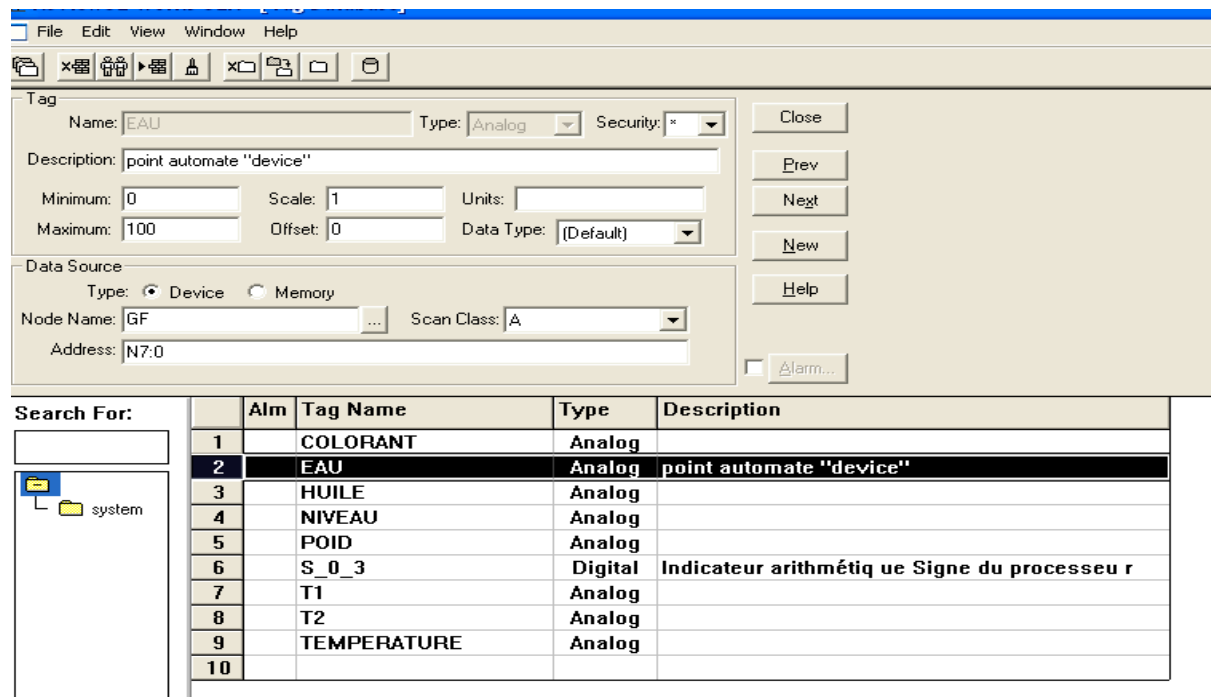 File Edit View Window Help
Tag
Name: EAU Type: Analog Security: *
Close
Description: point automate "device"
Prev
Minimum: 0 Scale: 1 Units:
Next
Maximum: 100 Offset: 0 Data Type: (Default)
New
Data Source
Type: Device Memory
Help
Node Name: GF ... Scan Class: A
Address: N7:0
Alarm...
Search For:
system
Alm Tag Name Type Description
1 COLORANT Analog
2 EAU Analog point automate "device"
3 HUILE Analog
4 NIVEAU Analog
5 POID Analog
6 S_0_3 Digital Indicateur arithmétiq ue Signe du processeu r
7 T1 Analog
8 T2 Analog
9 TEMPERATURE Analog
10